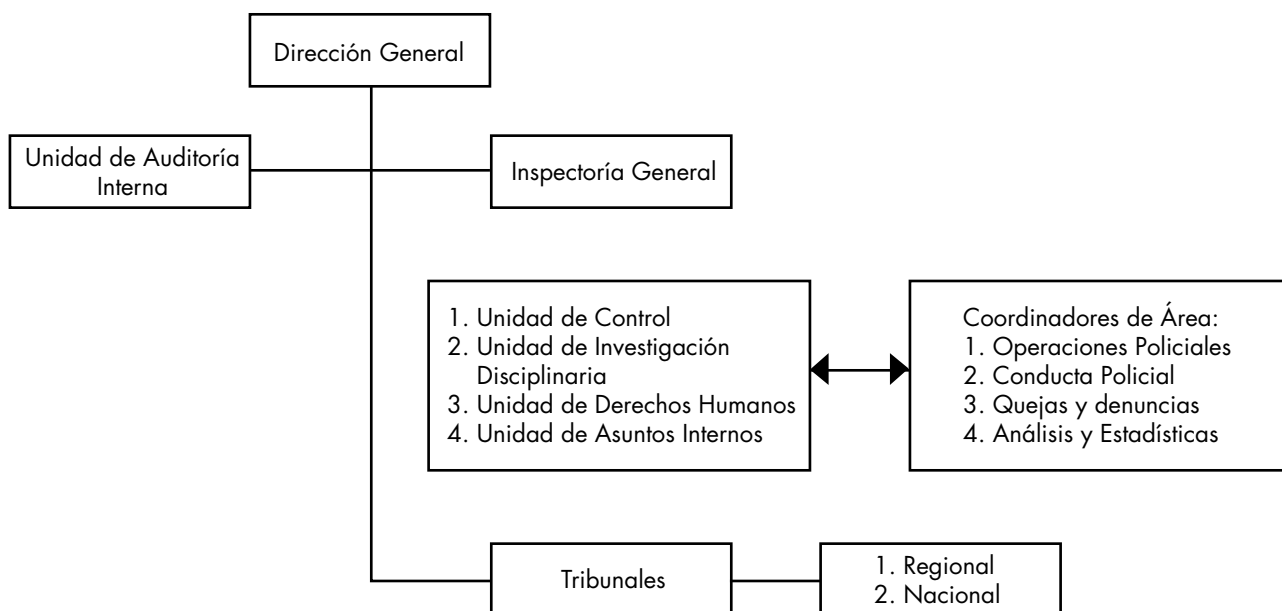 Dirección General
Unidad de Auditoría
Interna
Inspectoría General
1. Unidad de Control
2. Unidad de Investigación
Disciplinaria
3. Unidad de Derechos Humanos
4. Unidad de Asuntos Internos
Coordinadores de Área:
1. Operaciones Policiales
2. Conducta Policial
3. Quejas y denuncias
4. Análisis y Estadísticas
Tribunales
1. Regional
2. Nacional